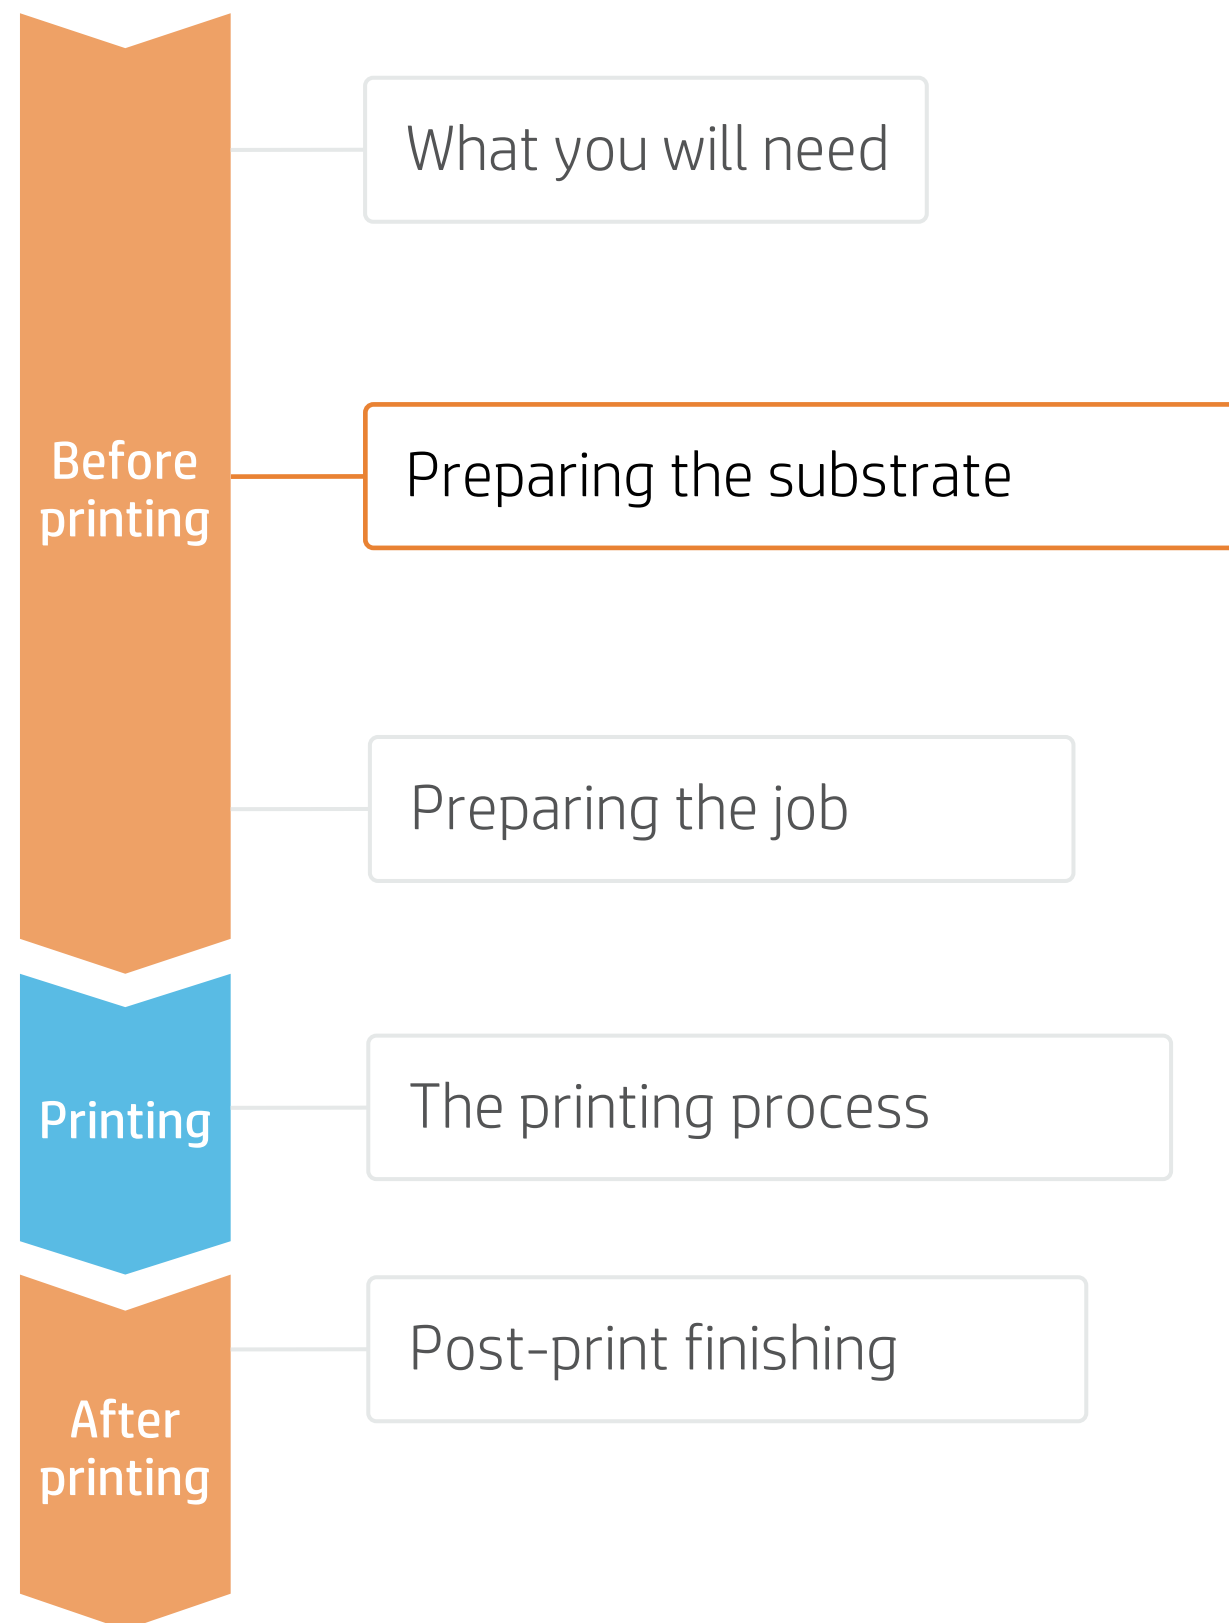 What you will need
Before
printing
Preparing the substrate
Preparing the job
Printing
The printing process
After
printing
Post-print finishing